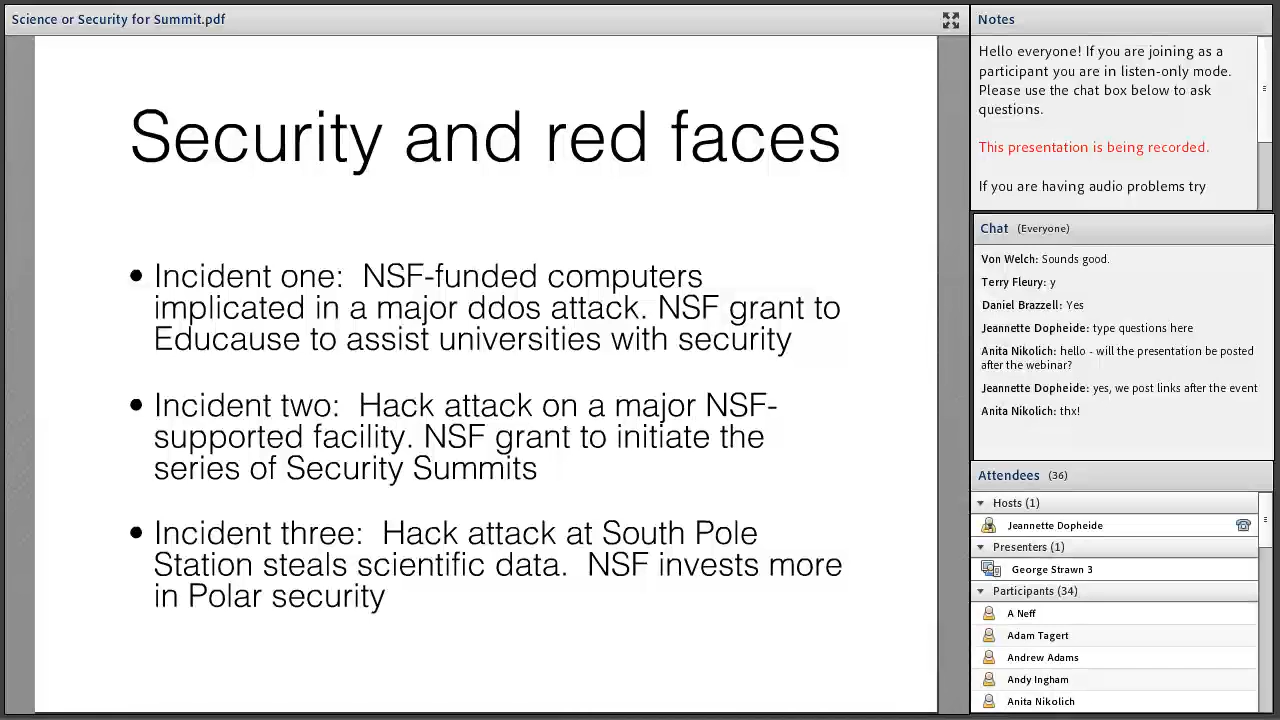 Science or Security for Summit.pdf
Security and red faces
• Incident one:  NSF-funded computers
implicated in a major ddos attack. NSF grant to
Educause to assist universities with security
• Incident two:  Hack attack on a major NSF-
supported facility. NSF grant to initiate the
series of Security Summits
• Incident three:  Hack attack at South Pole
Station steals scientific data.  NSF invests more
in Polar security
Notes
Hello everyone! If you are joining as a
participant you are in listen-only mode.
Please use the chat box below to ask
questions.
This presentation is being recorded.
If you are having audio problems try
Chat (Everyone)
Von Welch: Sounds good.
Terry Fleury: y
Daniel Brazzell: Yes
Jeannette Dopheide: type questions here
Anita Nikolich: hello - will the presentation be posted
after the webinar?
Jeannette Dopheide: yes, we post links after the event
Anita Nikolich: thx!
Attendees (36)
Hosts (1)
Jeannette Dopheide
Presenters (1)
George Strawn 3
Participants (34)
A Neff
Adam Tagert
Andrew Adams
Andy Ingham
Anita Nikolich